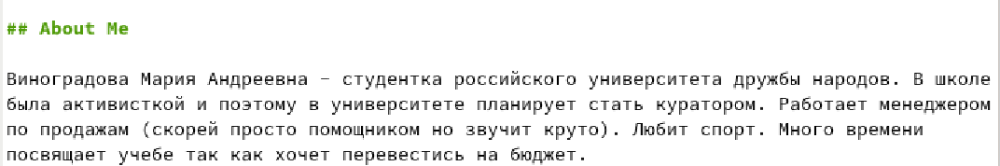 ## About Me
Виноградова Мария Андреевна – студентка российского университета дружбы народов. В школе
была активисткой и поэтому в университете планирует стать куратором. Работает менеджером
по продажам (скорей просто помощником но звучит круто). Любит спорт. Много времени
посвящает учебе так как хочет перевестись на бюджет.